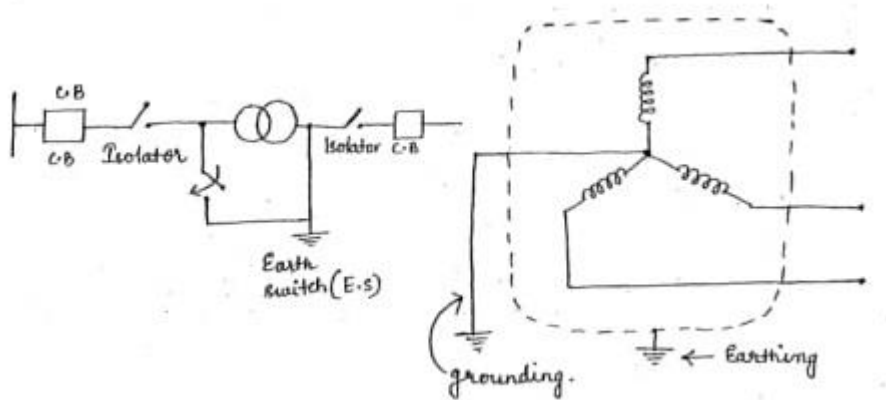 C.B
C.B
Isolator
Isolator
C.B
Earth
switch (E.S)
grounding.
Earthing